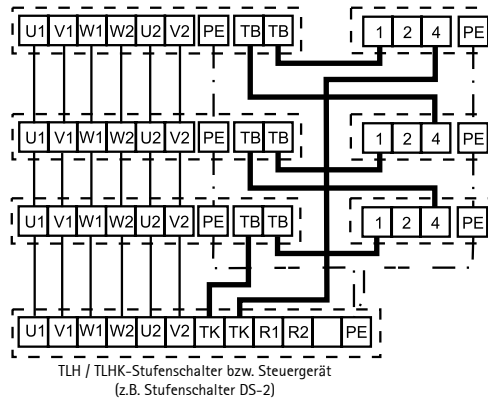 U1 V1 W1 W2 U2 V2 PE TB TB 1 2 4 PE
U1 V1 W1 W2 U2 V2 PE TB TB 1 2 4 PE
U1 V1 W1 W2 U2 V2 PE TB TB 1 2 4 PE
U1 V1 W1 W2 U2 V2 TK TK R1 R2 PE
TLH / TLHK-Stufenschalter bzw. Steuergerät
(z.B. Stufenschalter DS-2)